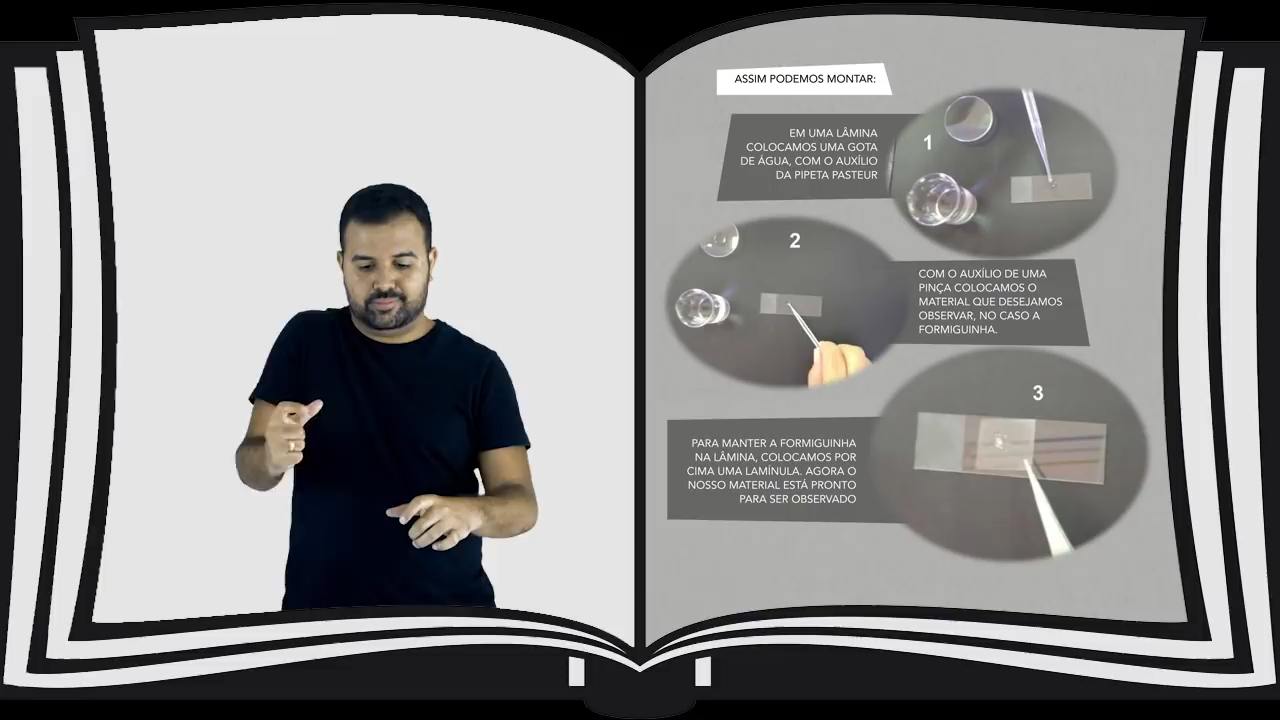 ASSIM PODEMOS MONTAR:
EM UMA LÂMINA
COLOCAMOS UMA GOTA
DE ÁGUA, COM O AUXÍLIO
DA PIPETA PASTEUR
1
2
COM O AUXÍLIO DE UMA
PINÇA COLOCAMOS O
MATERIAL QUE DESEJAMOS
OBSERVAR, NO CASO A
FORMIGUINHA.
3
PARA MANTER A FORMIGUINHA
NA LÂMINA, COLOCAMOS POR
CIMA UMA LAMÍNULA. AGORA O
NOSSO MATERIAL ESTÁ PRONTO
PARA SER OBSERVADO